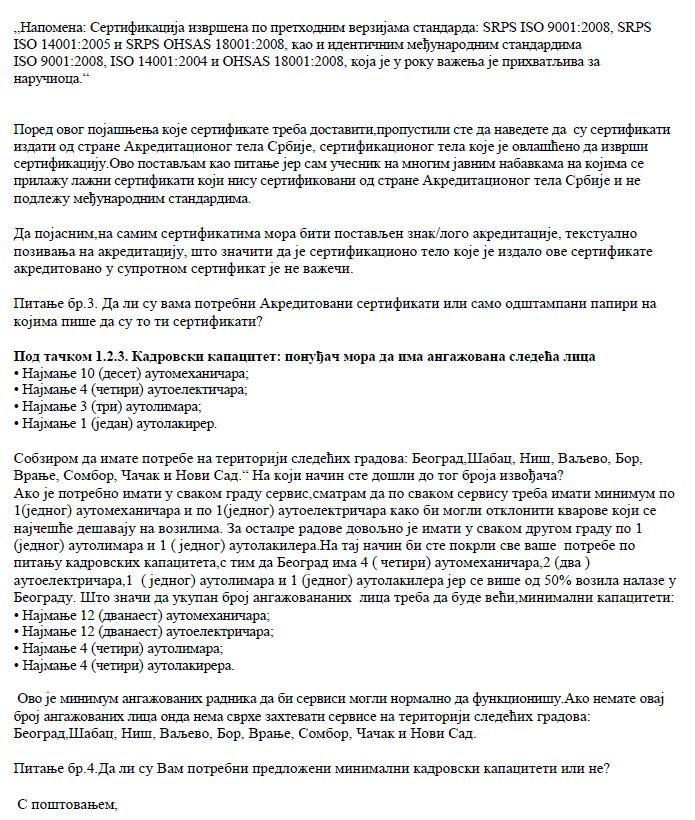 „Напомена: Сертификација извршена по претходним верзијама стандарда: SRPS ISO 9001:2008, SRPS
ISO 14001:2005 и SRPS OHSAS 18001:2008, као и идентичним међународним стандардима
ISO 9001:2008, ISO 14001:2004 и OHSAS 18001:2008, која је у року важења је прихватљива за
наручиоца.“
Поред овог појашњења које сертификате треба доставити,пропустили сте да наведете да су сертификати
издати од стране Акредитационог тела Србије, сертификационог тела које је овлашћено да изврши
сертификацију.Ово постављам као питање јер сам учесник на многим јавним набавкама на којима се
прилажу лажни сертификати који нису сертификовани од стране Акредитационог тела Србије и не
подлежу међународним стандардима.
Да појасним,на самим сертификатима мора бити постављен знак/лого акредитације, текстуално
позивања на акредитацију, што значити да је сертификационо тело које је издало ове сертификате
акредитовано у супротном сертификат је не важечи.
Питање бр.3. Да ли су вама потребни Акредитовани сертификати или само одштампани папири на
којима пише да су то ти сертификати?
Под тачком 1.2.3. Кадровски капацитет: понуђач мора да има ангажована следећа лица
• Најмање 10 (десет) аутомеханичара;
• Најмање 4 (четири) аутоелектичара;
• Најмање 3 (три) аутолимара;
• Најмање 1 (један) аутолакирер.
Собзиром да имате потребе на територији следећих градова: Београд,Шабац, Ниш, Ваљево, Бор,
Врање, Сомбор, Чачак и Нови Сад.“ На који начин сте дошли до тог броја извођача?
Ако је потребно имати у сваком граду сервис,сматрам да по сваком сервису треба имати минимум по
1(једног) аутомеханичара и по 1(једног) аутоелектричара како би могли отклонити кварове који се
најчешће дешавају на возилима. За осталре радове довољно је имати у сваком другом граду по 1
(једног) аутолимара и 1 ( једног) аутолакилера.На тај начин би сте покрли све ваше потребе по
питању кадровских капацитета,с тим да Београд има 4 ( четири) аутомеханичара,2 (два )
аутоелектричара,1 ( једног) аутолимара и 1 (једног) аутолакилера јер се више од 50% возила налазе у
Београду. Што значи да укупан број ангажовананих лица треба да буде већи,минимални капацитети:
• Најмање 12 (дванаест) аутомеханичара;
• Најмање 12 (дванаест) аутоелектричара;
• Најмање 4 (четири) аутолимара;
• Најмање 4 (четири) аутолакирера.
Ово је минимум ангажованих радника да би сервиси могли нормално да функционишу.Ако немате овај
број ангажованих лица онда нема сврхе захтевати сервисе на територији следећих градова:
Београд,Шабац, Ниш, Ваљево, Бор, Врање, Сомбор, Чачак и Нови Сад.
Питање бр.4.Да ли су Вам потребни предложени минимални кадровски капацитети или не?
С поштовањем,